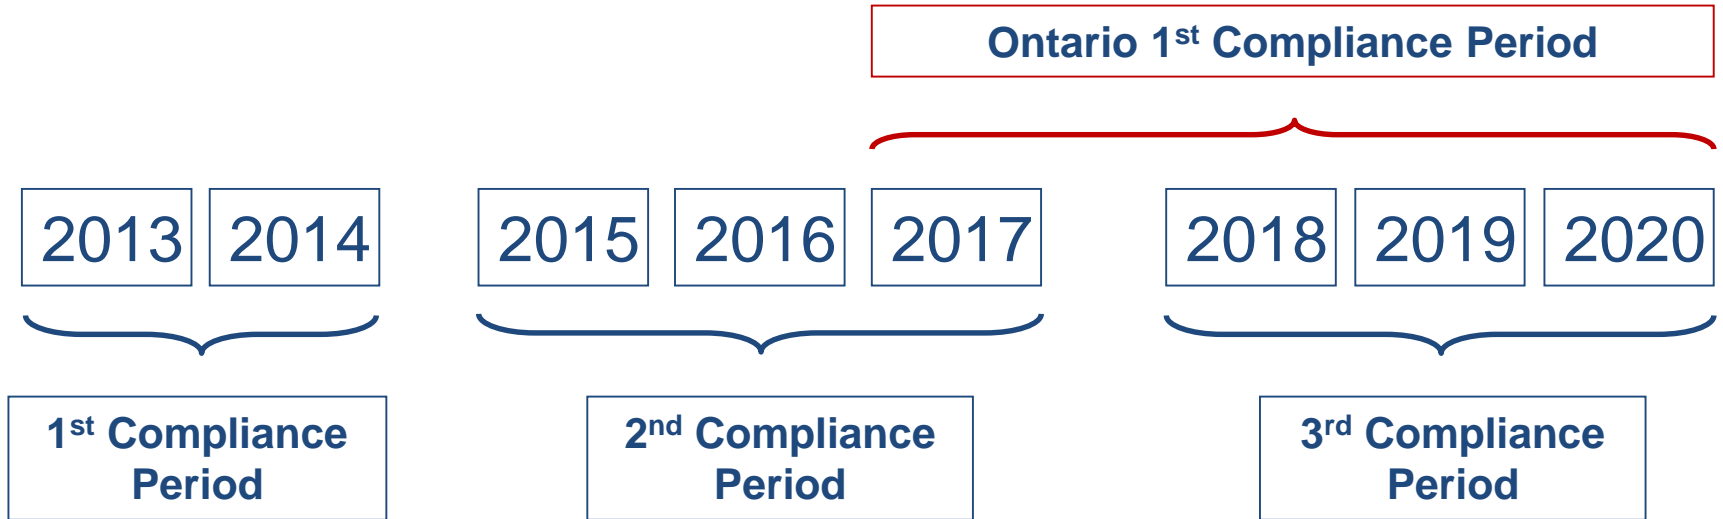 Ontario 1st Compliance Period
2013 2014 2015 2016 2017 2018 2019 2020
1st Compliance
Period
2nd Compliance
Period
3rd Compliance
Period